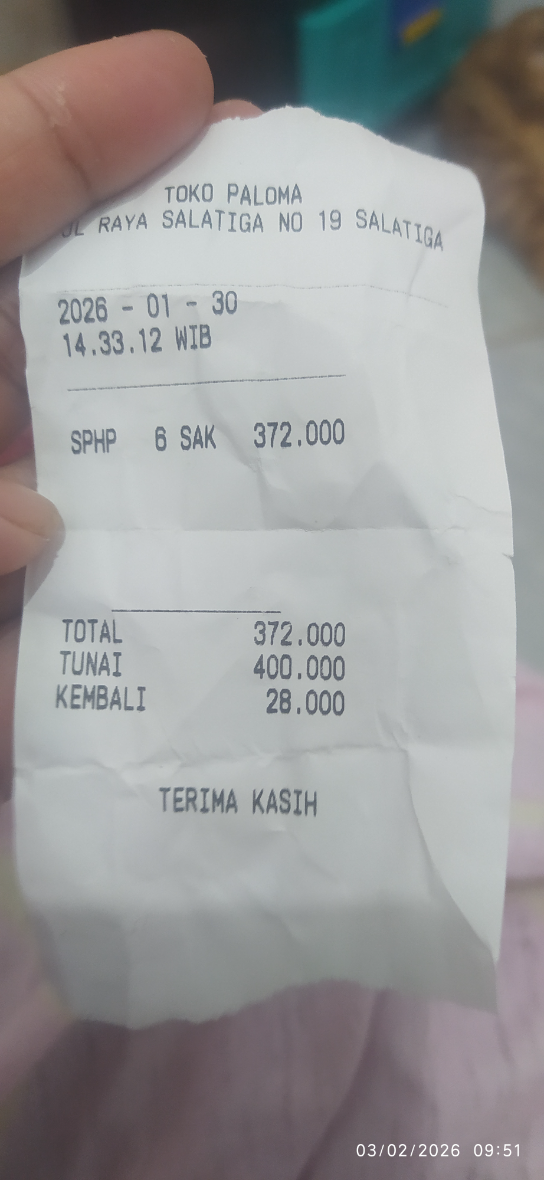 TOKO PALOMA
JL RAYA SALATIGA NO 19 SALATIGA
2026 - 01 - 30
14.33.12 WIB
SPHP 6 SAK 372.000
TOTAL 372.000
TUNAI 400.000
KEMBALI 28.000
TERIMA KASIH
03/02/2026 09:51